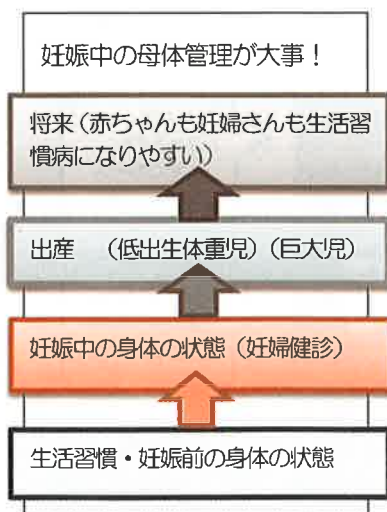 妊娠中の母体管理が大事！
将来（赤ちゃんも妊婦さんも生活習
慣病になりやすい）
出産　（低出生体重児）（巨大児）
妊娠中の身体の状態（妊婦健診）
生活習慣・妊娠前の身体の状態